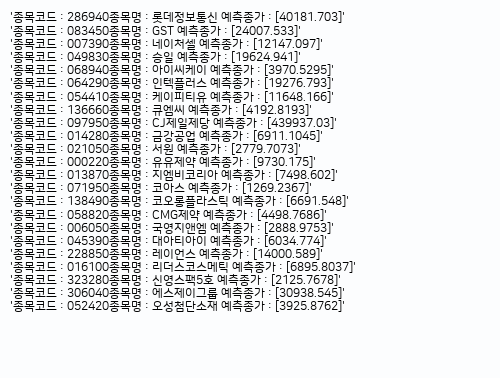 '종목코드 : 286940종목명 : 롯데정보통신 예측종가 : [40181.703]'
'종목코드 : 083450종목명 : GST 예측종가 : [24007.533]'
'종목코드 : 007390종목명 : 네이처셀 예측종가 : [12147.097]'
'종목코드 : 049830종목명 : 승일 예측종가 : [19624.941]'
'종목코드 : 068940종목명 : 아이씨케이 예측종가 : [3970.5295]'
'종목코드 : 064290종목명 : 인텍플러스 예측종가 : [19276.793]'
'종목코드 : 054410종목명 : 케이피티유 예측종가 : [11648.166]'
'종목코드 : 136660종목명 : 큐엠씨 예측종가 : [4192.8193]'
'종목코드 : 097950종목명 : CJ제일제당 예측종가 : [439937.03]'
'종목코드 : 014280종목명 : 금강공업 예측종가 : [6911.1045]'
'종목코드 : 021050종목명 : 서원 예측종가 : [2779.7073]'
'종목코드 : 000220종목명 : 유유제약 예측종가 : [9730.175]'
'종목코드 : 013870종목명 : 지엠비코리아 예측종가 : [7498.602]'
'종목코드 : 071950종목명 : 코아스 예측종가 : [1269.2367]'
'종목코드 : 138490종목명 : 코오롱플라스틱 예측종가 : [6691.548]'
'종목코드 : 058820종목명 : CMG제약 예측종가 : [4498.7686]'
'종목코드 : 006050종목명 : 국영지앤엠 예측종가 : [2888.9753]'
'종목코드 : 045390종목명 : 대아티아이 예측종가 : [6034.774]'
'종목코드 : 228850종목명 : 레이언스 예측종가 : [14000.589]'
'종목코드 : 016100종목명 : 리더스코스메틱 예측종가 : [6895.8037]'
'종목코드 : 323280종목명 : 신영스팩5호 예측종가 : [2125.7678]'
'종목코드 : 306040종목명 : 에스제이그룹 예측종가 : [30938.545]'
'종목코드 : 052420종목명 : 오성첨단소재 예측종가 : [3925.8762]'